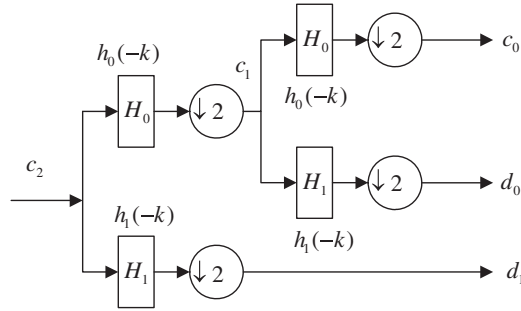 H₀ ↓ 2 c₀
h₀(−k) c₁
h₀(−k)
H₀ ↓ 2
c₂
H₁ ↓ 2 d₀
h₁(−k) h₁(−k)
H₁ ↓ 2 d₁